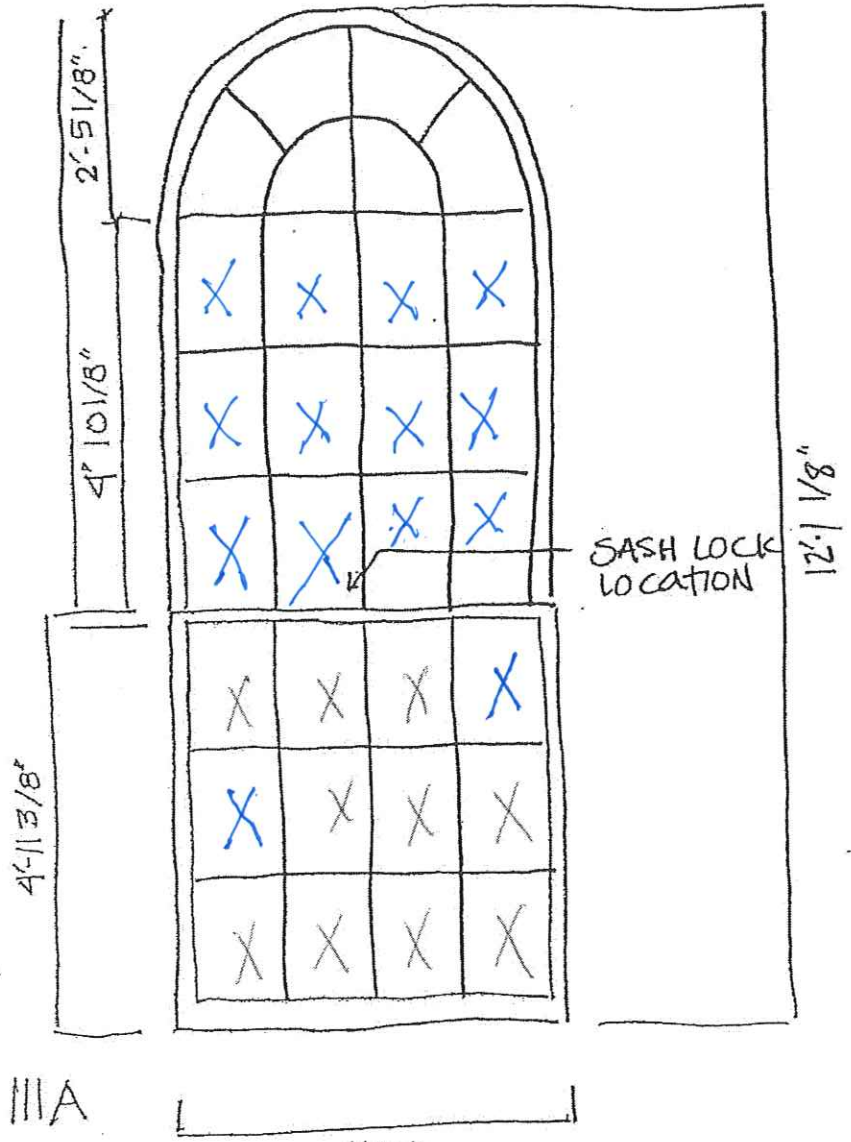 2'-5 1/8".
4' 10 1/8"
SASH LOCK
LOCATION
12'-1 1/8"
4'-11 3/8"
IIIA